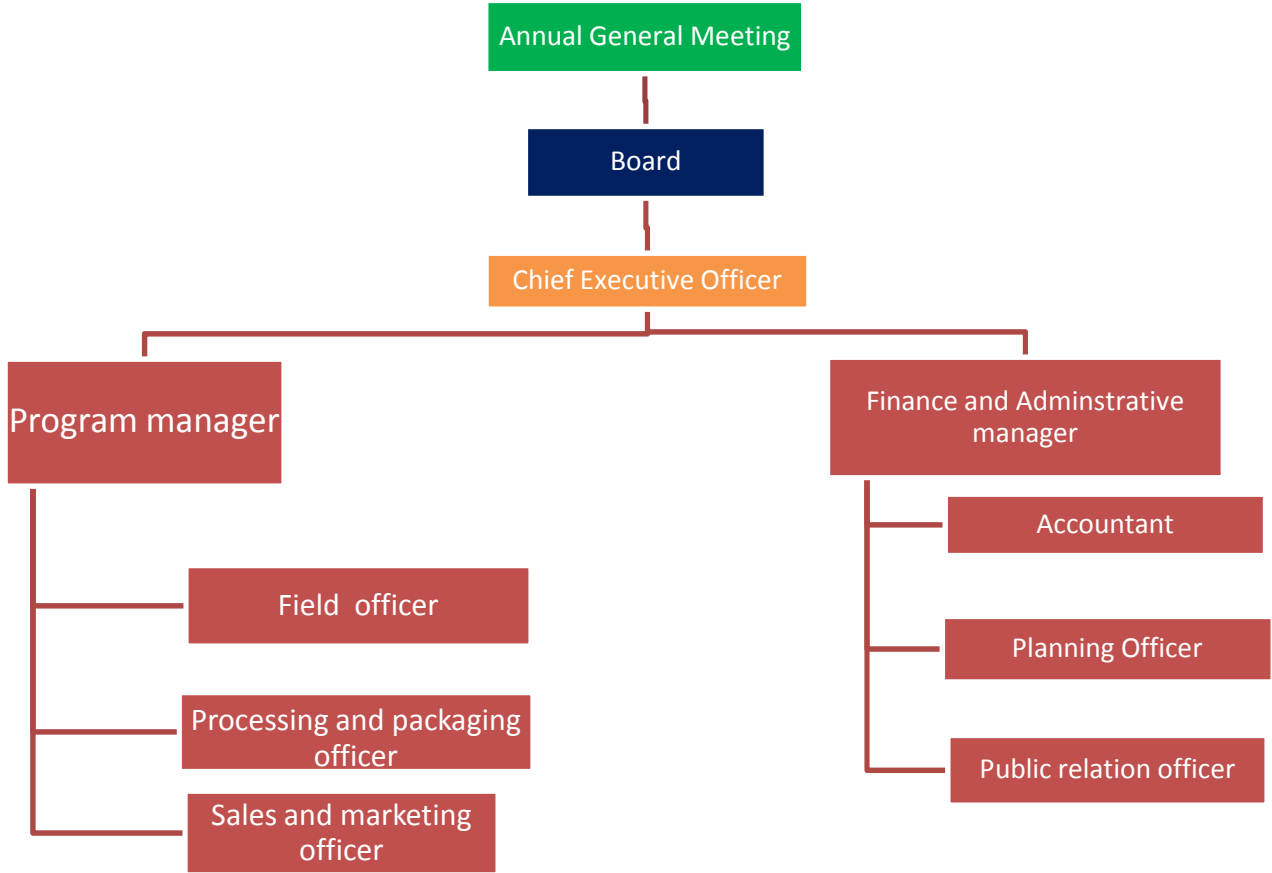 Annual General Meeting
Board
Chief Executive Officer
Program manager
Finance and Adminstrative
manager
Field officer
Processing and packaging
officer
Sales and marketing
officer
Accountant
Planning Officer
Public relation officer